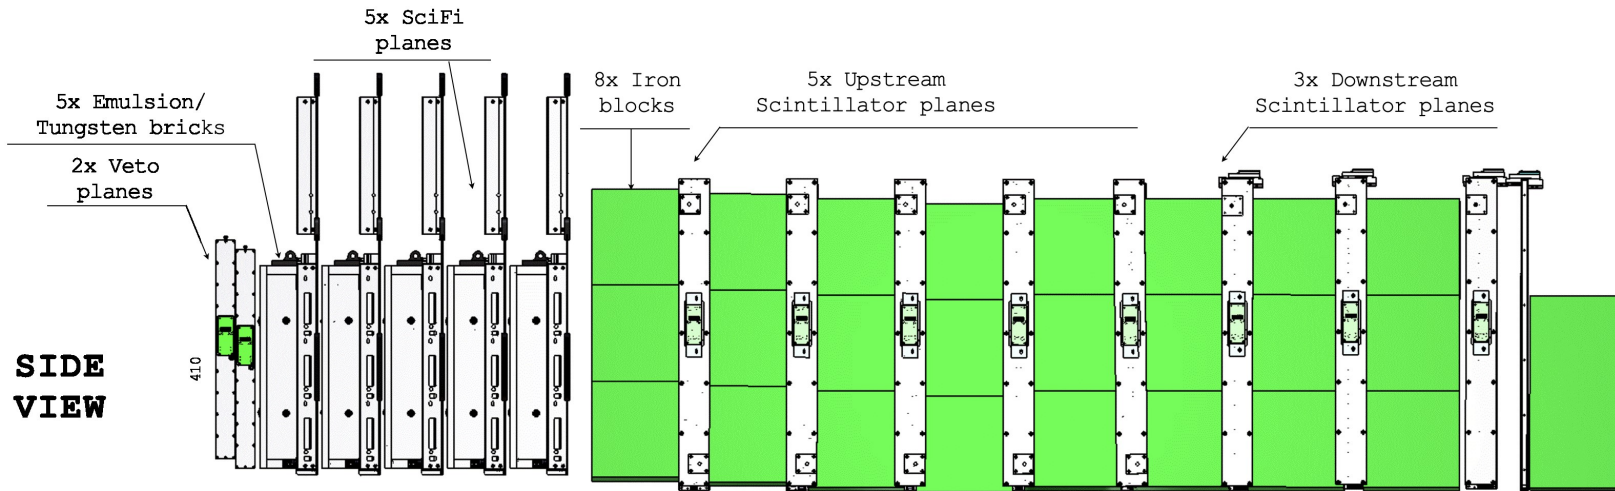 5x SciFi
planes
5x Emulsion/
Tungsten bricks
2x Veto
planes
8x Iron
blocks
5x Upstream
Scintillator planes
3x Downstream
Scintillator planes
410
SIDE
VIEW